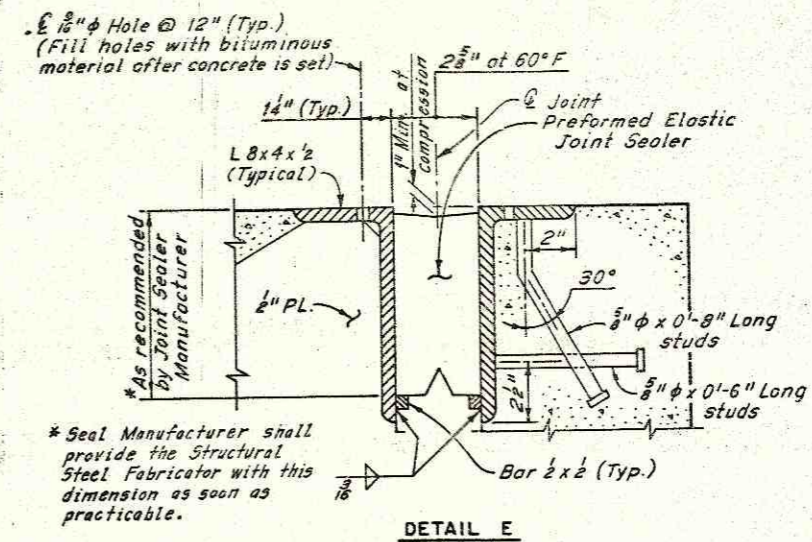 ℄ 9/16"φ Hole @ 12" (Typ.)
(Fill holes with bituminous
material after concrete is set)
2 5/8" at 60°F
1 1/4" (Typ.)
1" Min. at
compression
℄ Joint
Preformed Elastic
Joint Sealer
L 8x4x1/2
(Typical)
*As recommended
by Joint Sealer
Manufacturer
1/2" PL.
2"
30°
5/8"φ x 0'-8" Long
studs
2 1/2"
5/8"φ x 0'-6" Long
studs
* Seal Manufacturer shall
provide the Structural
Steel Fabricator with this
dimension as soon as
practicable.
3/16
Bar 1/2 x 1/2 (Typ.)
DETAIL E